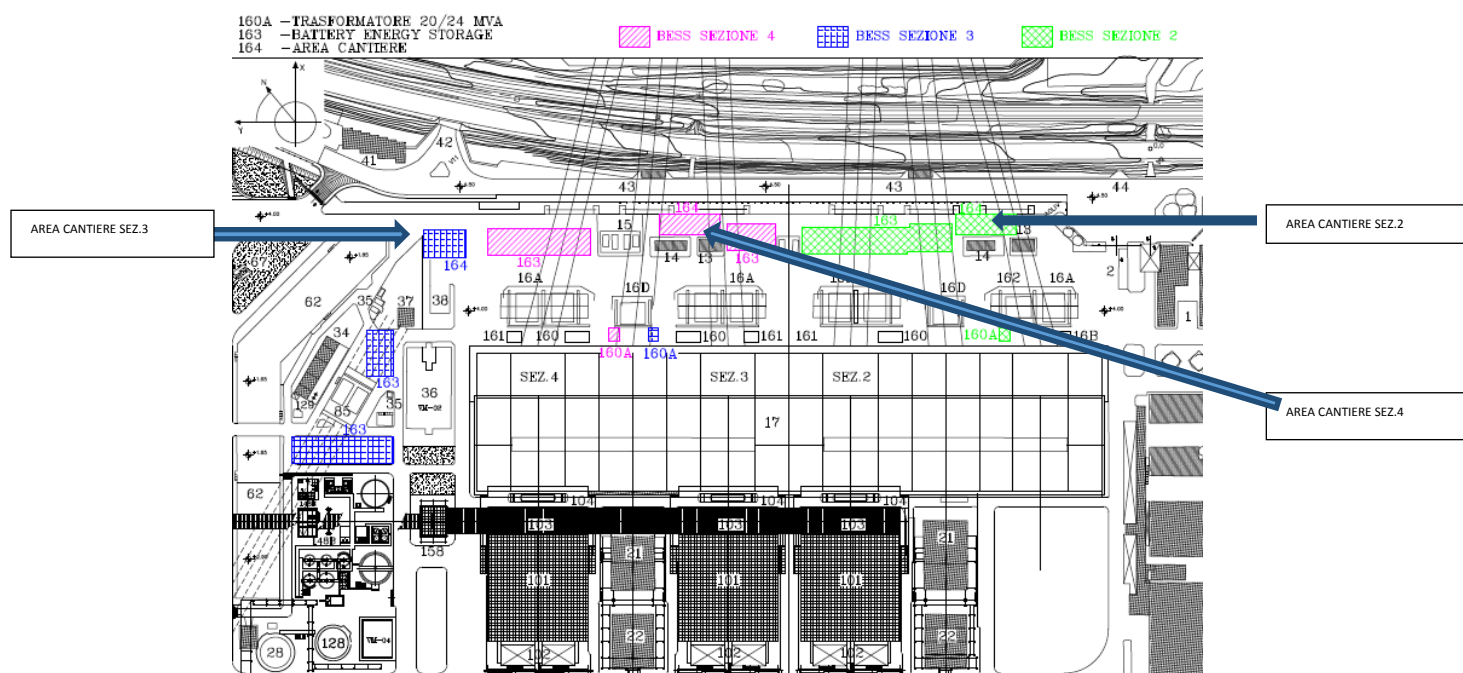 160A –TRASFORMATORE 20/24 MVA
163 –BATTERY ENERGY STORAGE
164 –AREA CANTIERE
BESS SEZIONE 4
BESS SEZIONE 3
BESS SEZIONE 2
X
N
Y
41
42
43
43
44
AREA CANTIERE SEZ.3
AREA CANTIERE SEZ.2
AREA CANTIERE SEZ.4
164
163
164
15
163
14
13
163
164
14
13
2
67
62
35
37
38
34
16A
16D
16A
16D
162
16A
1
161
160
160A
160A
160
161
161
160
160A
16B
163
129
85
35
36
163
SEZ.4
SEZ.3
SEZ.2
17
62
104
104
104
103
103
103
158
148B
21
21
101
101
101
22
22
102
102
102
28
128